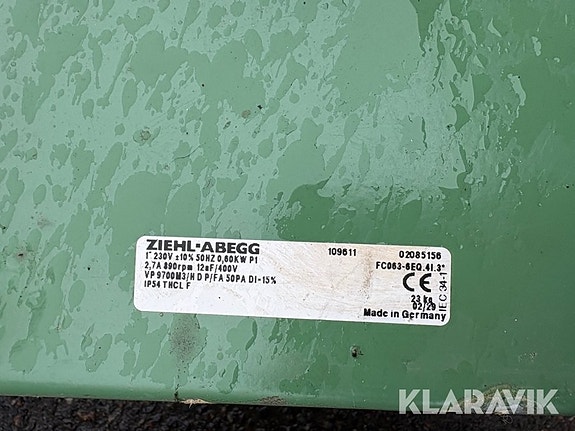 ZIEHL-ABEGG 109611 02085156
1~ 230V ±10% 50HZ 0,60KW P1 FC063-6EQ.4I.3*
2,7A 890rpm 12uF/400V CE
VP 9700M3/H D P/FA 50PA DI-15%
IP54 THCL F 23 kg
02/20
Made in Germany
IEC 34-1
KLARAVIK